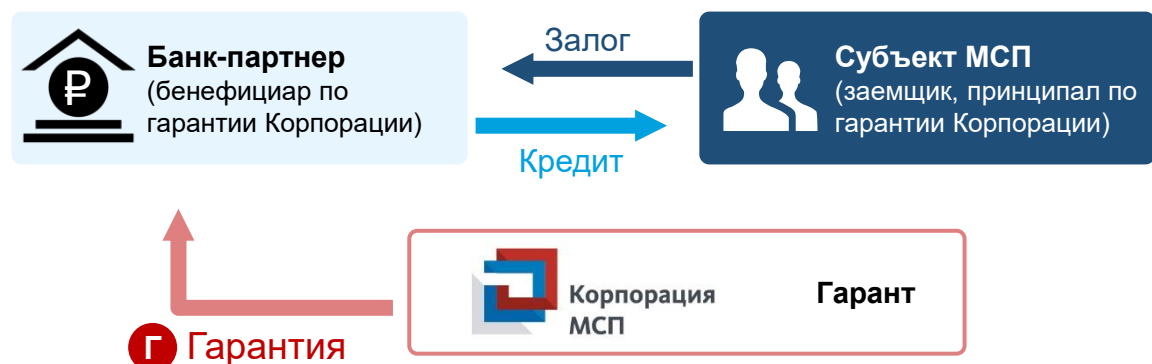 Банк-партнер
(бенефициар по
гарантии Корпорации)
Залог
Кредит
Субъект МСП
(заемщик, принципал по
гарантии Корпорации)
Корпорация
МСП
Гарант
Г Гарантия